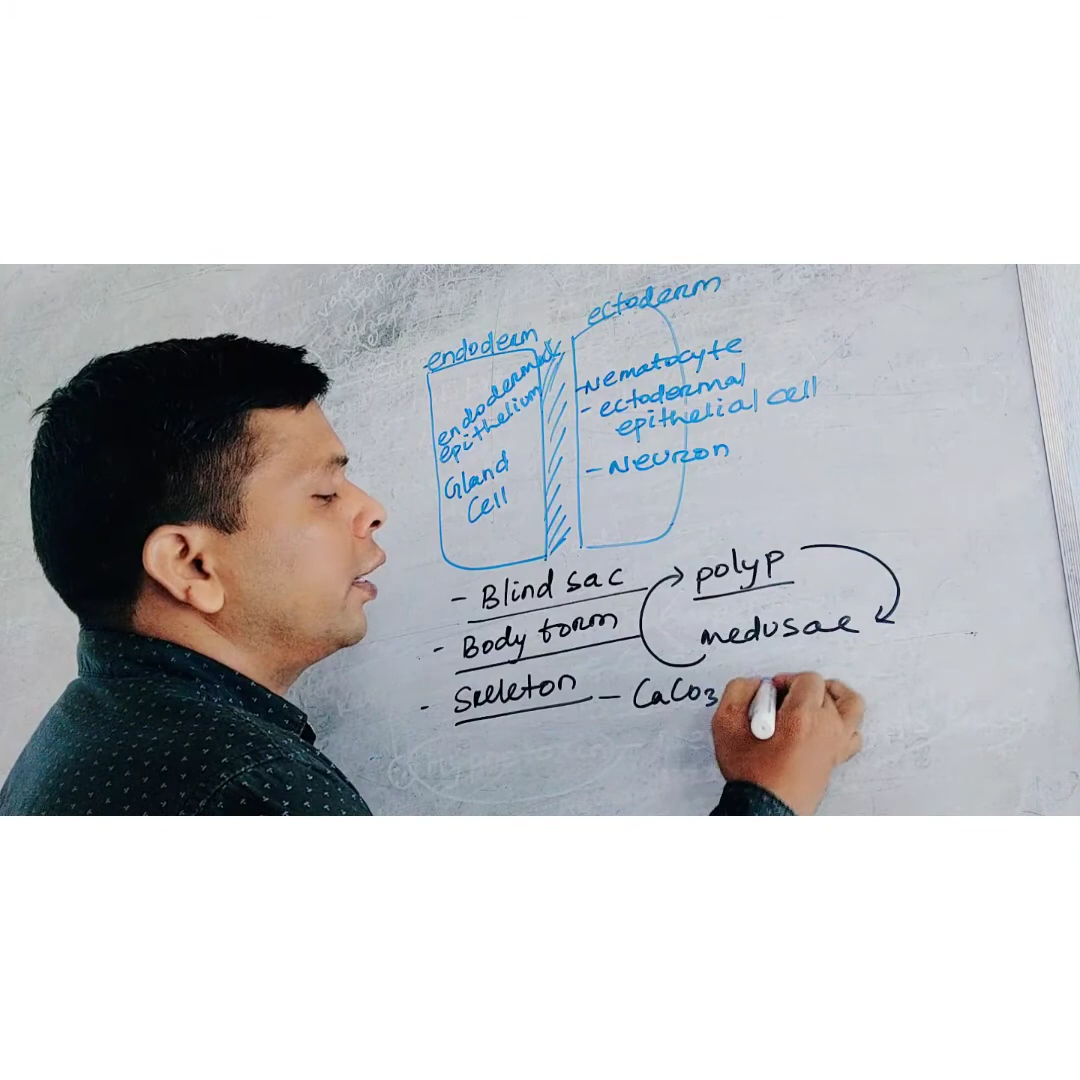 endoderm
endodermal
epithelium
Gland
cell
ectoderm
-Nematocyte
- ectodermal
epithelial cell
- Neuron
- Blind sac
- Body form
polyp
medusae
- Skeleton - CaCo3